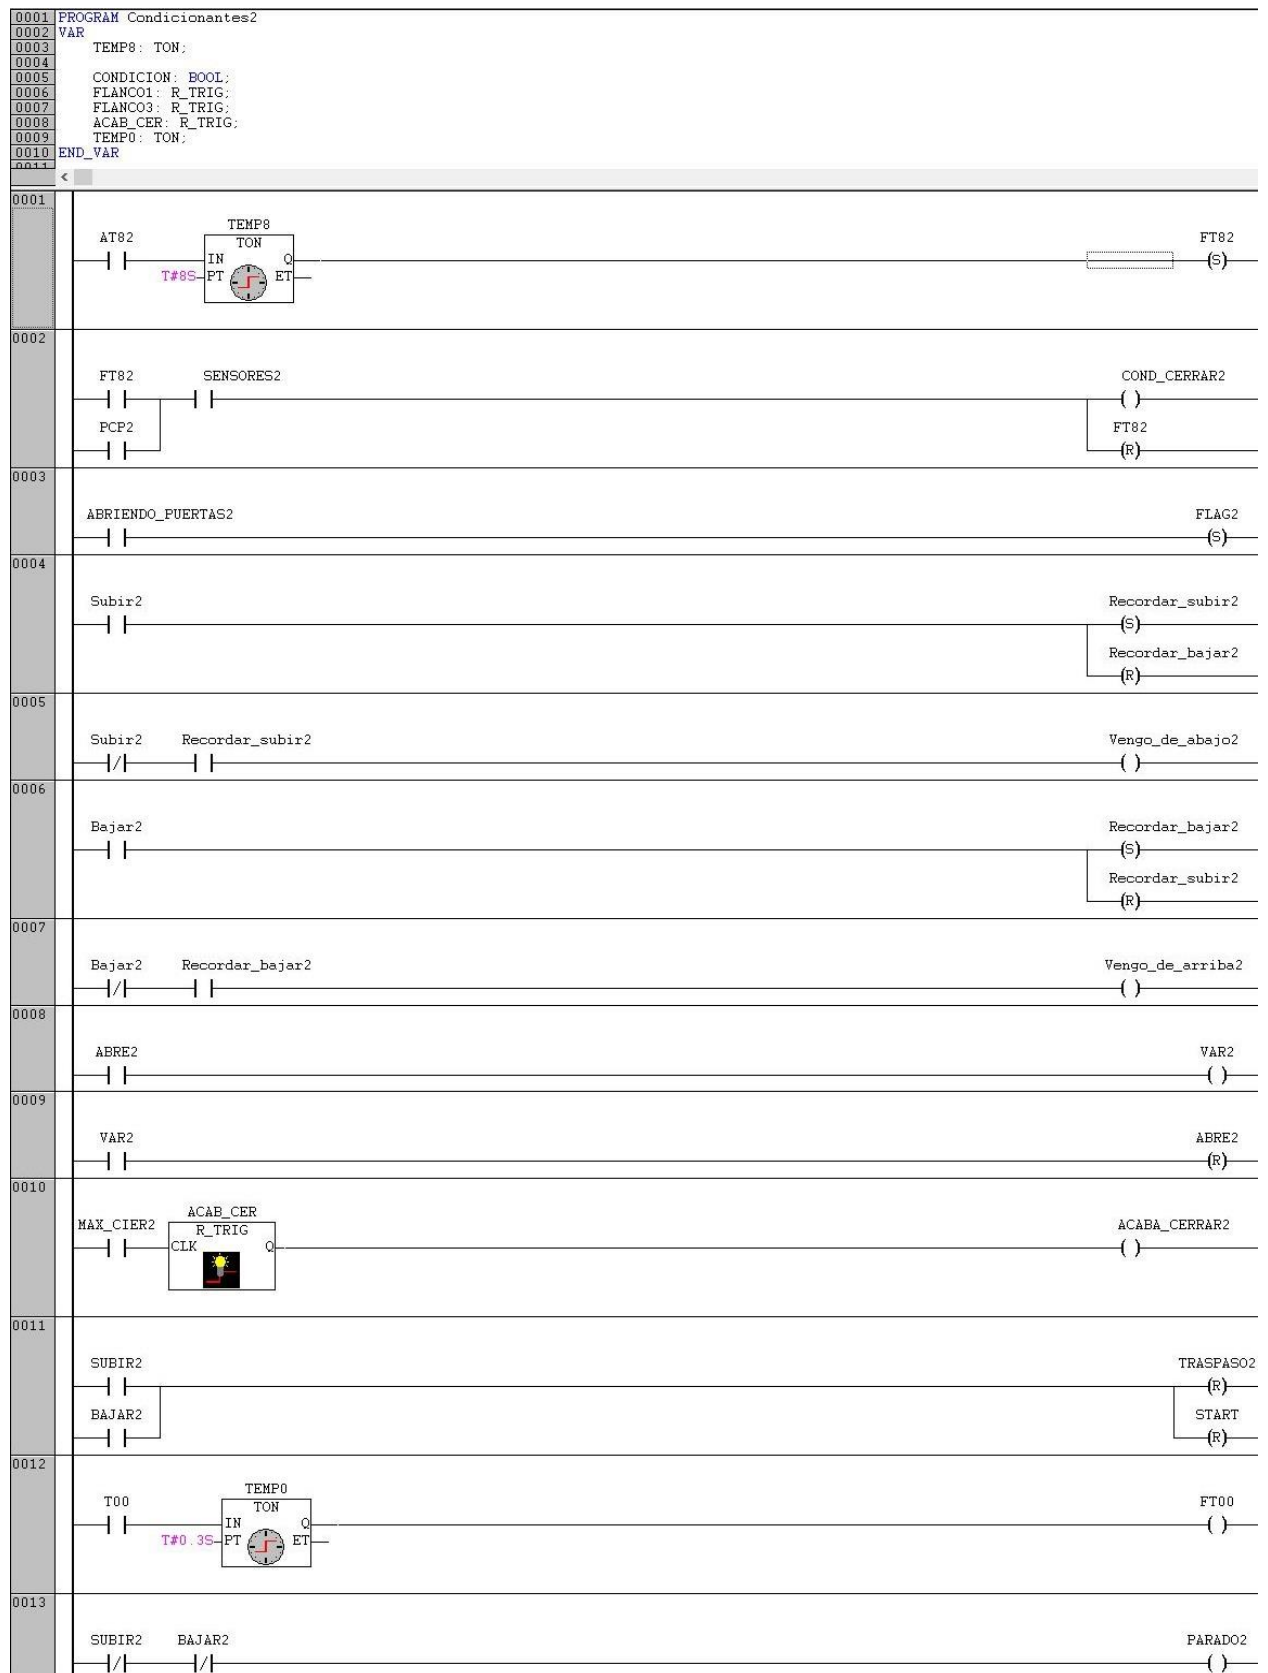 0001 PROGRAM Condicionantes2
0002 VAR
0003 TEMP8: TON;
0004
0005 CONDICION: BOOL;
0006 FLANCO1: R_TRIG;
0007 FLANCO3: R_TRIG;
0008 ACAB_CER: R_TRIG;
0009 TEMP0: TON;
0010 END_VAR
0011
<
0001
TEMP8
AT82 TON FT82
IN Q (S)
T#8S PT ET
0002
FT82 SENSORES2 COND_CERRAR2
( )
PCP2 FT82
(R)
0003
ABRIENDO_PUERTAS2 FLAG2
(S)
0004
Subir2 Recordar_subir2
(S)
Recordar_bajar2
(R)
0005
Subir2 Recordar_subir2 Vengo_de_abajo2
/ ( )
0006
Bajar2 Recordar_bajar2
(S)
Recordar_subir2
(R)
0007
Bajar2 Recordar_bajar2 Vengo_de_arriba2
/ ( )
0008
ABRE2 VAR2
( )
0009
VAR2 ABRE2
(R)
0010
ACAB_CER
MAX_CIER2 R_TRIG ACABA_CERRAR2
CLK Q ( )
0011
SUBIR2 TRASPASO2
(R)
BAJAR2 START
(R)
0012
TEMP0
T00 TON FT00
IN Q ( )
T#0.3S PT ET
0013
SUBIR2 BAJAR2 PARADO2
/ / ( )